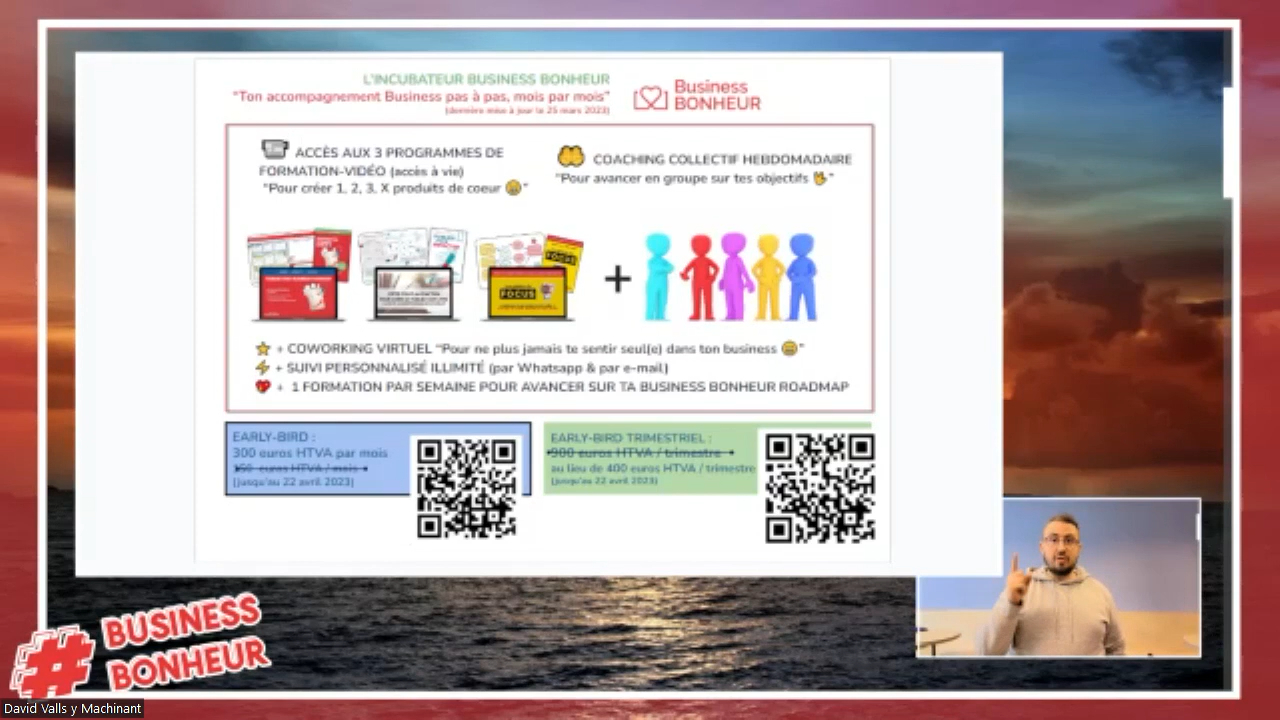 L'INCUBATEUR BUSINESS BONHEUR
"Ton accompagnement Business pas à pas, mois par mois"
(dernière mise à jour le 25 mars 2023)
Business
BONHEUR
ACCÈS AUX 3 PROGRAMMES DE
FORMATION-VIDÉO (accès à vie)
"Pour créer 1, 2, 3, X produits de coeur 😀"
COACHING COLLECTIF HEBDOMADAIRE
"Pour avancer en groupe sur tes objectifs 🖖"
FOCUS
FOCUS
+
⭐ + COWORKING VIRTUEL "Pour ne plus jamais te sentir seul(e) dans ton business 😀"
⚡ + SUIVI PERSONNALISÉ ILLIMITÉ (par Whatsapp & par e-mail)
❤️ + 1 FORMATION PAR SEMAINE POUR AVANCER SUR TA BUSINESS BONHEUR ROADMAP
EARLY-BIRD :
300 euros HTVA par mois
euros HTVA / mois
(jusqu'au 22 avril 2023)
EARLY-BIRD TRIMESTRIEL :
900 euros HTVA / trimestre
au lieu de 400 euros HTVA / trimestre
(jusqu'au 22 avril 2023)
# BUSINESS
BONHEUR
David Valls y Machinant